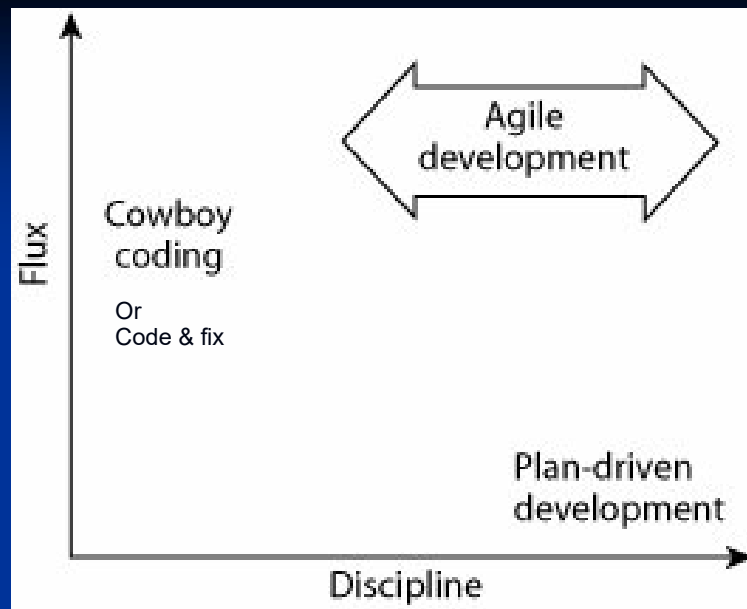 Agile
development
Cowboy
coding
Or
Code & fix
Flux
Plan-driven
development
Discipline